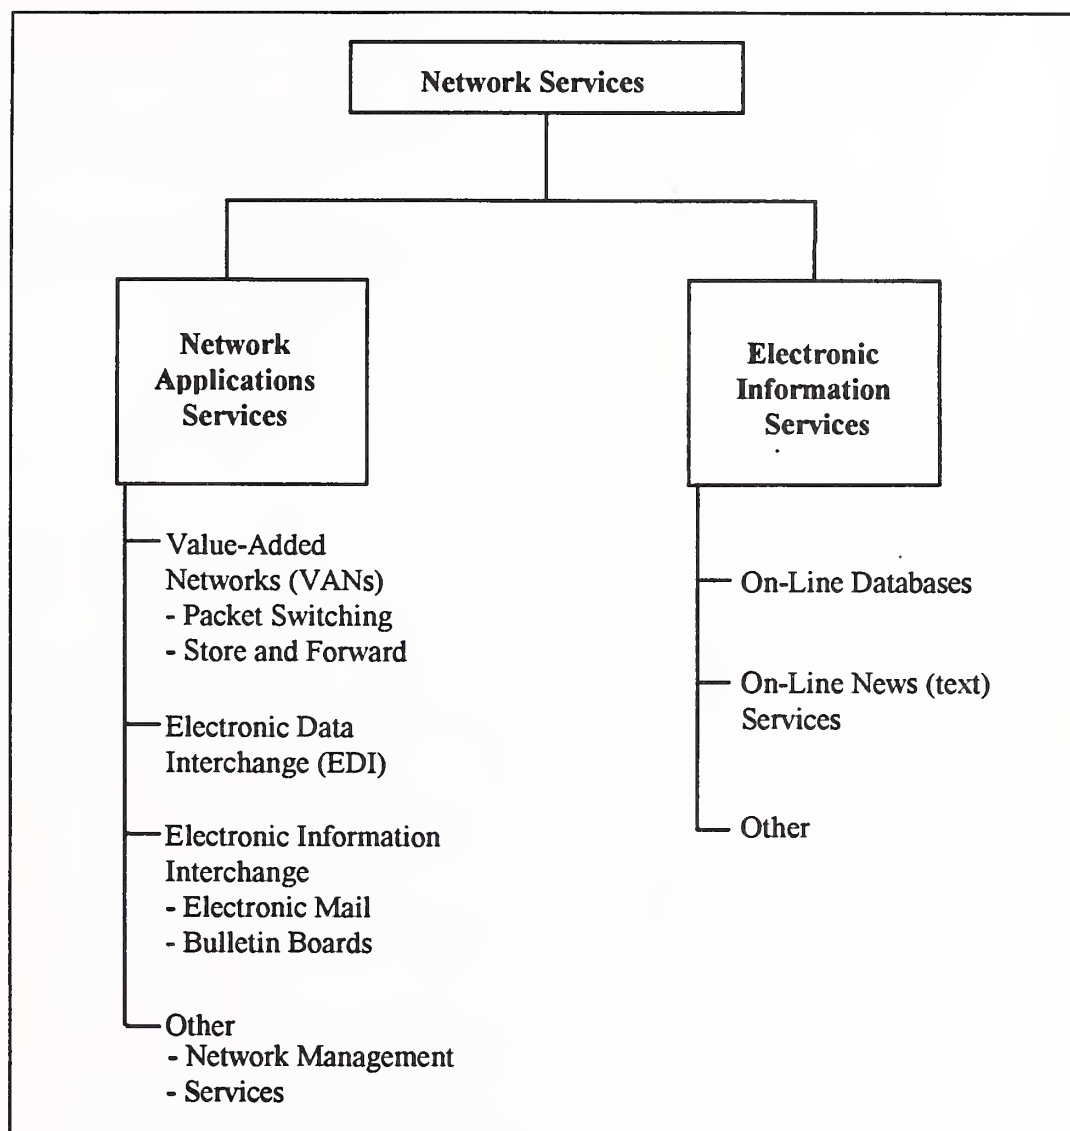 Network Services
Network
Applications
Services
Value-Added
Networks (VANs)
- Packet Switching
- Store and Forward
Electronic Data
Interchange (EDI)
Electronic Information
Interchange
- Electronic Mail
- Bulletin Boards
Other
- Network Management
- Services
Electronic
Information
Services
On-Line Databases
On-Line News (text)
Services
Other